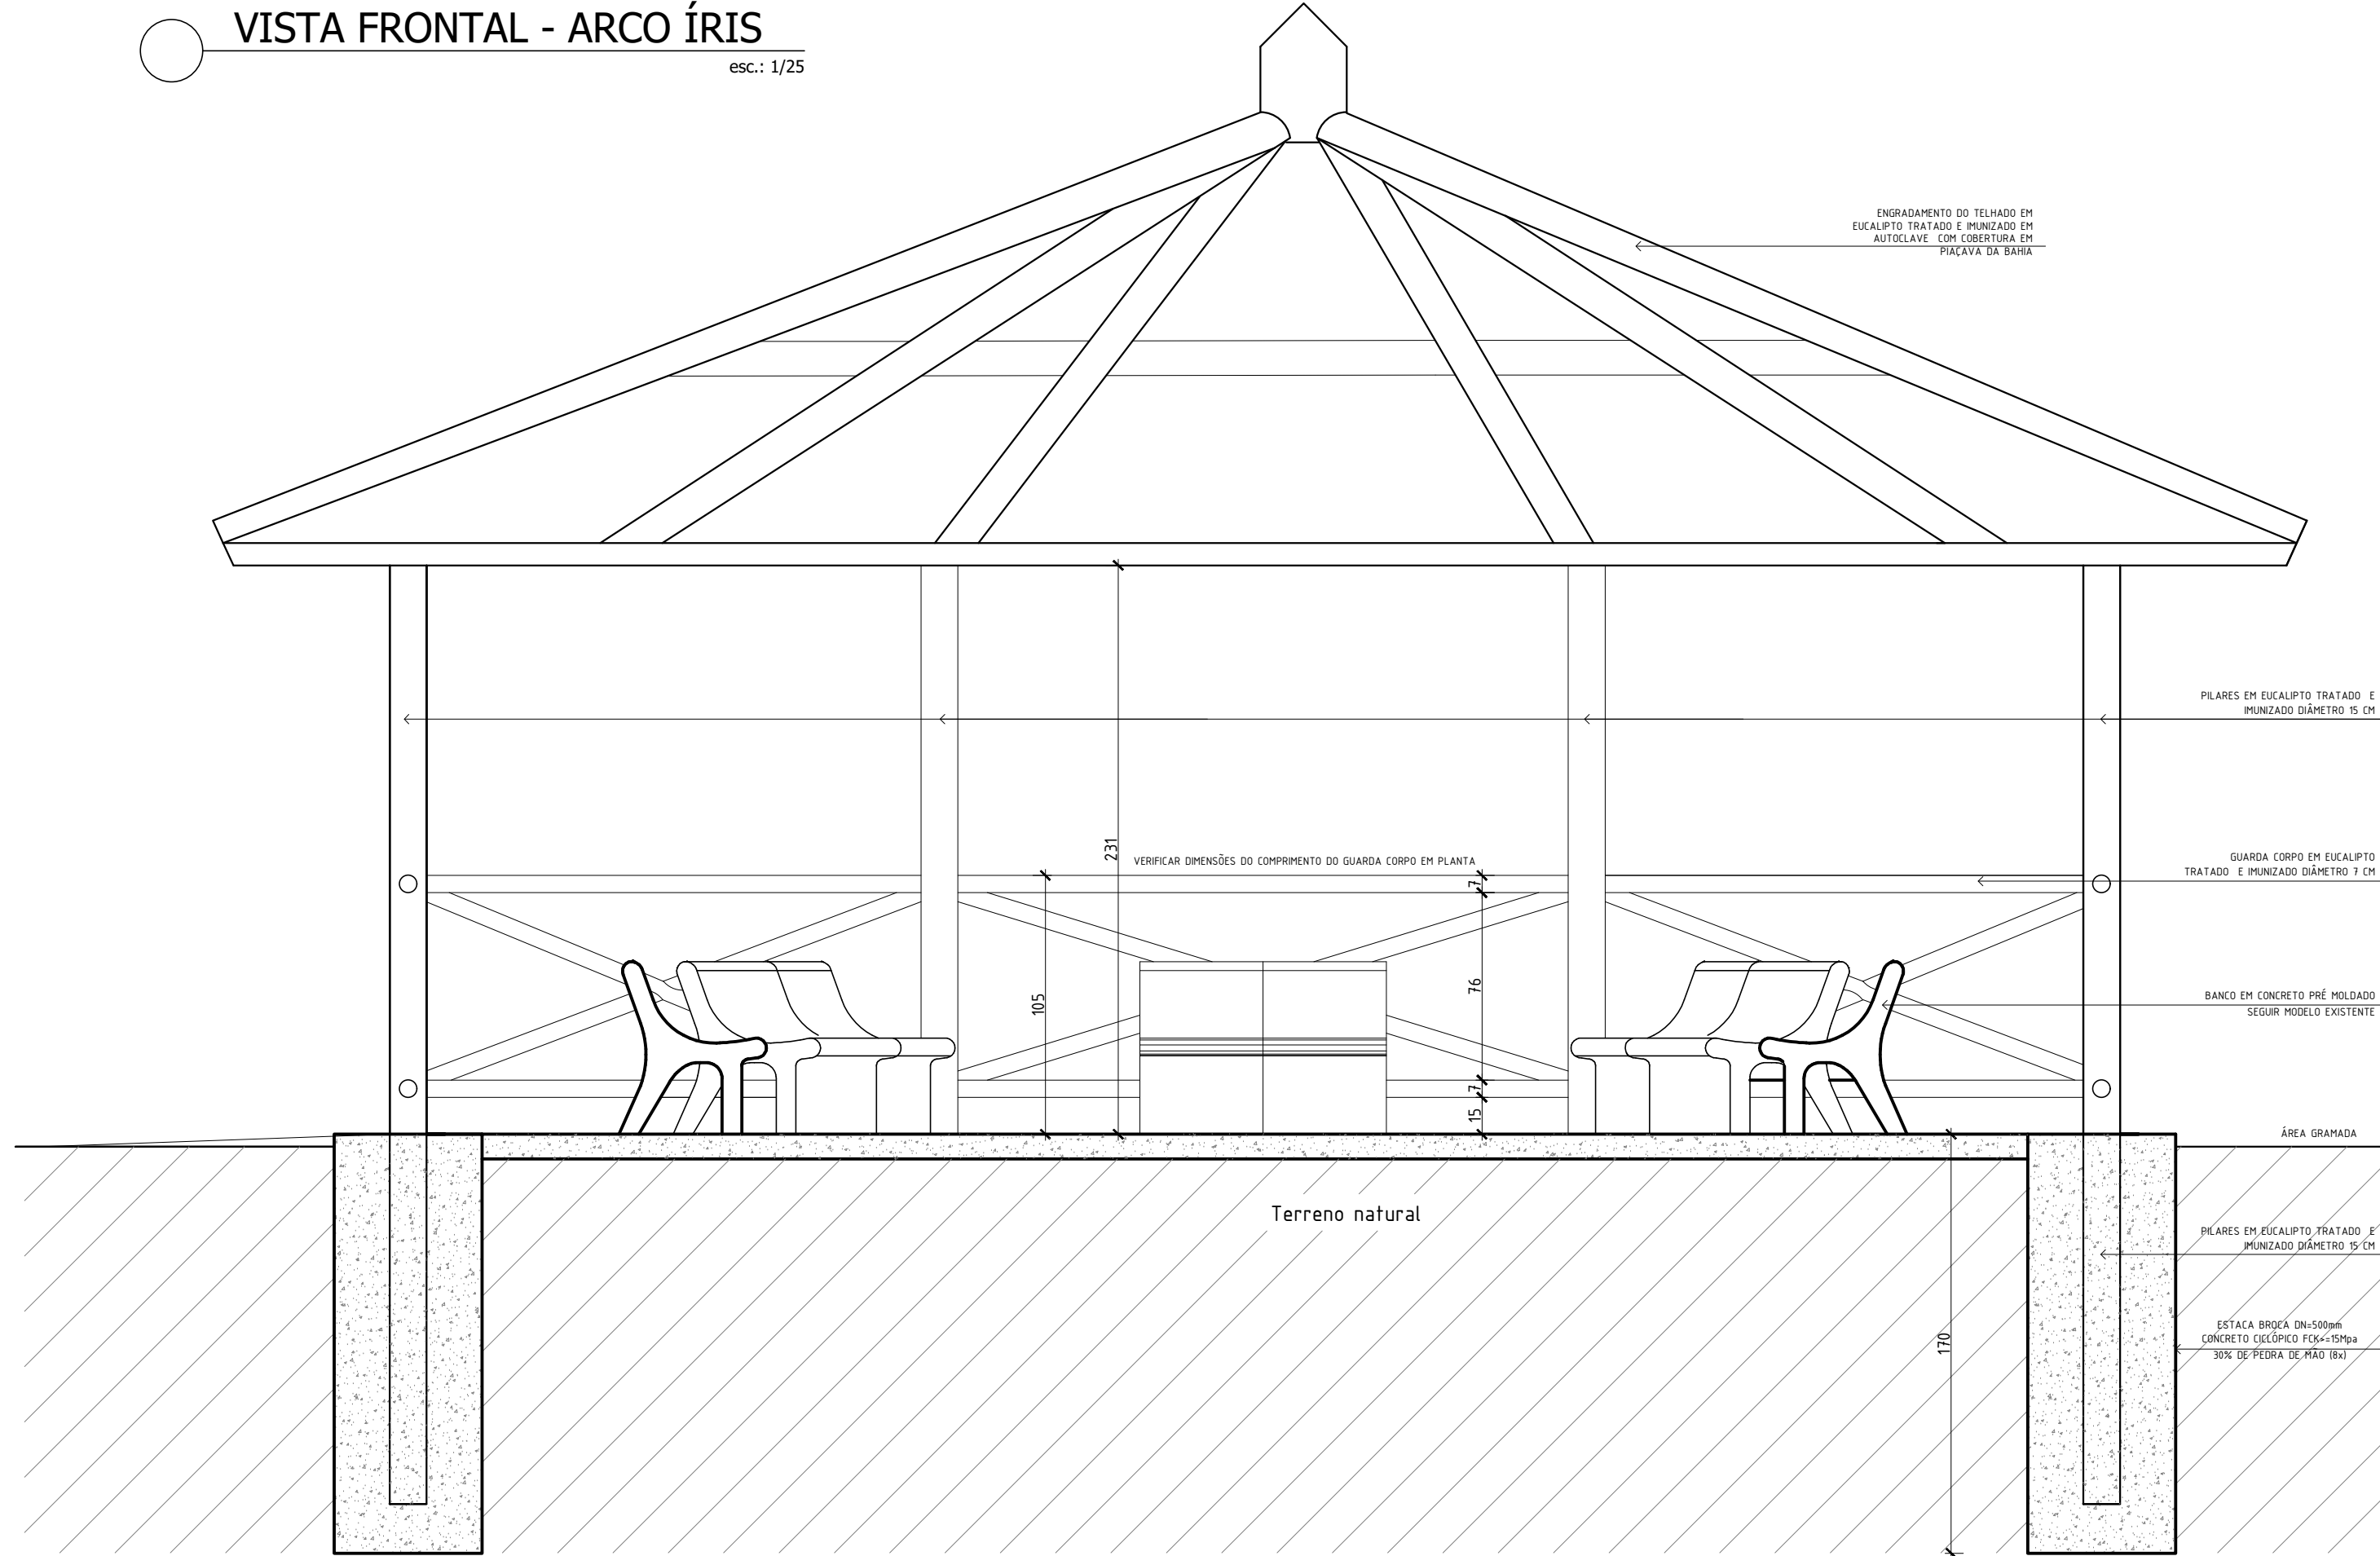 VISTA FRONTAL - ARCO ÍRIS
esc.: 1/25
ENGRADAMENTO DO TELHADO EM
EUCALIPTO TRATADO E IMUNIZADO EM
AUTOCLAVE COM COBERTURA EM
PIAÇAVA DA BAHIA
PILARES EM EUCALIPTO TRATADO E
IMUNIZADO DIÂMETRO 15 CM
231
VERIFICAR DIMENSÕES DO COMPRIMENTO DO GUARDA CORPO EM PLANTA
GUARDA CORPO EM EUCALIPTO
TRATADO E IMUNIZADO DIÂMETRO 7 CM
7
105
76
BANCO EM CONCRETO PRÉ MOLDADO
SEGUIR MODELO EXISTENTE
7
15
ÁREA GRAMADA
Terreno natural
PILARES EM EUCALIPTO TRATADO E
IMUNIZADO DIÂMETRO 15 CM
170
ESTACA BROCA DN=500mm
CONCRETO CICLÓPICO FCK>=15Mpa
30% DE PEDRA DE MÃO (8x)